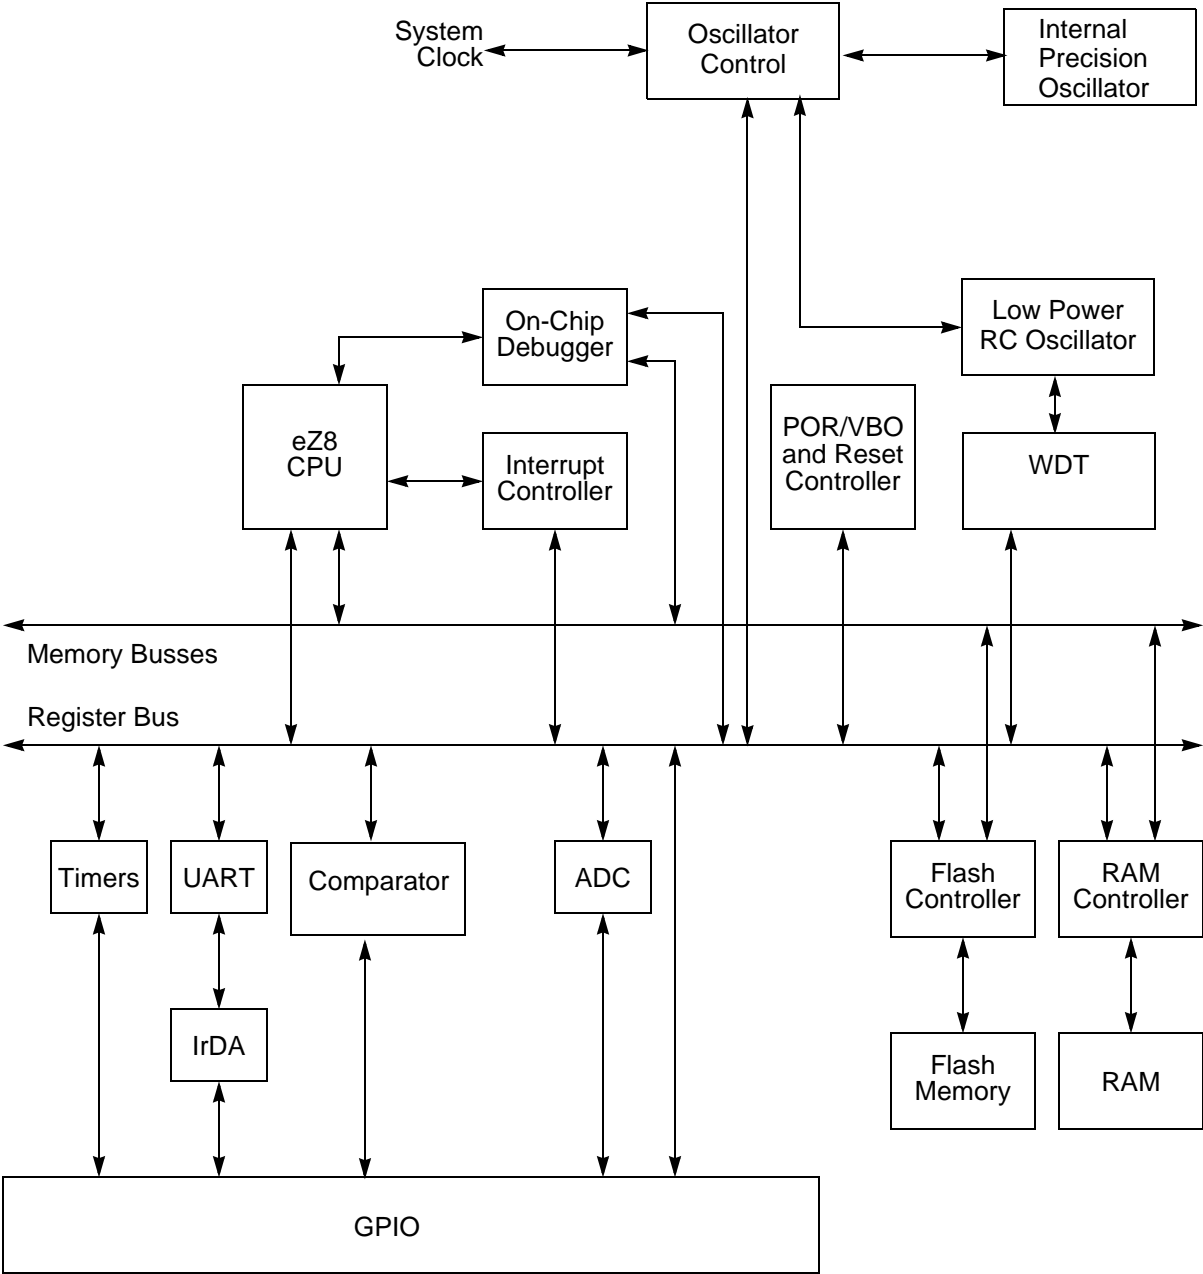 System
Clock
Oscillator
Control
Internal
Precision
Oscillator
On-Chip
Debugger
Low Power
RC Oscillator
eZ8
CPU
Interrupt
Controller
POR/VBO
and Reset
Controller
WDT
Memory Busses
Register Bus
Timers
UART
Comparator
ADC
Flash
Controller
RAM
Controller
IrDA
Flash
Memory
RAM
GPIO